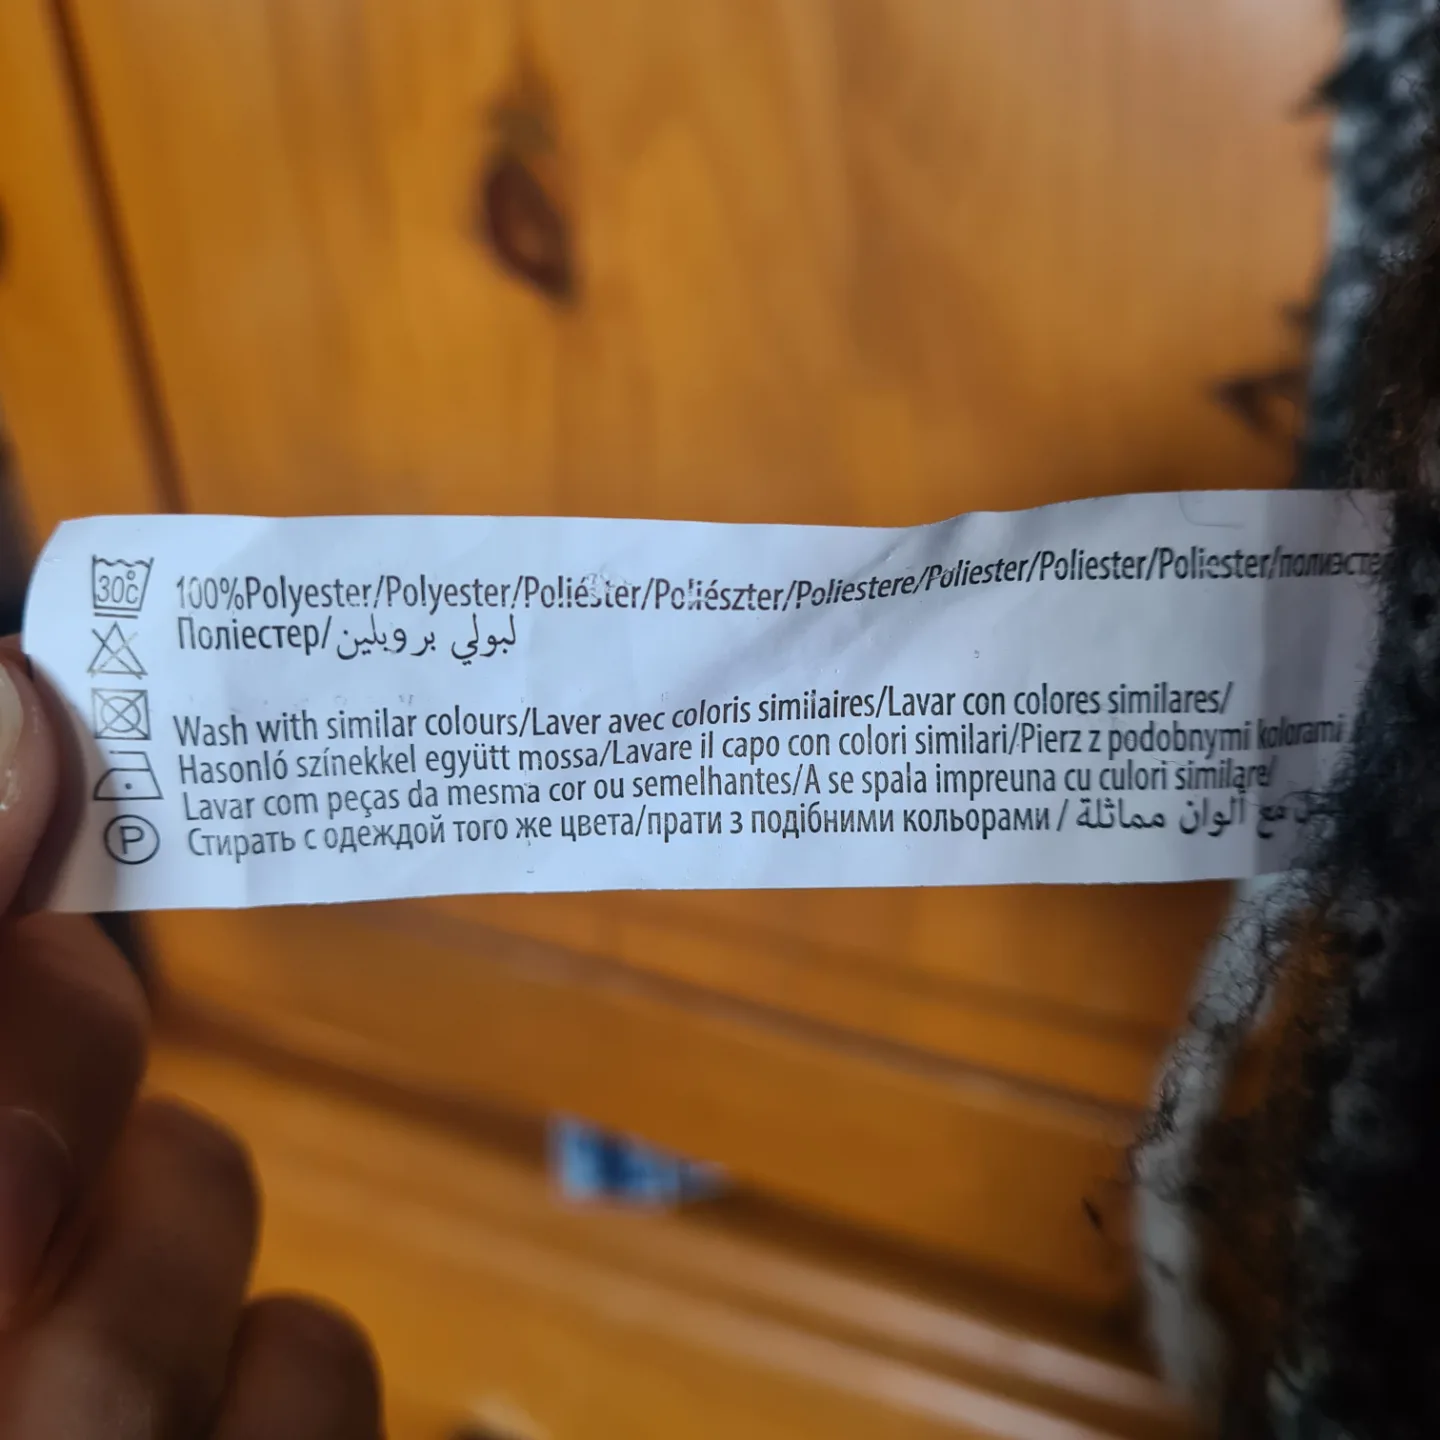 30°C
100%Polyester/Polyester/Poliéster/Poliészter/Poliestere/Poliester/Poliester/Poliester/полиэстер
Поліестер/لبولي بروبلين
Wash with similar colours/Laver avec coloris similaires/Lavar con colores similares/
Hasonló színekkel együtt mossa/Lavare il capo con colori similari/Pierz z podobnymi kolorami
Lavar com peças da mesma cor ou semelhantes/A se spala impreuna cu culori similare/
Стирать с одеждой того же цвета/прати з подібними кольорами / مع ألوان مماثلة
P